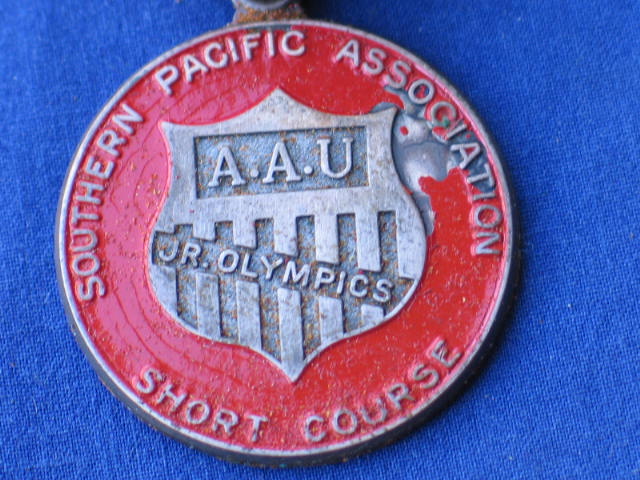 SOUTHERN PACIFIC ASSOCIATION
A.A.U
JR. OLYMPICS
SHORT COURSE